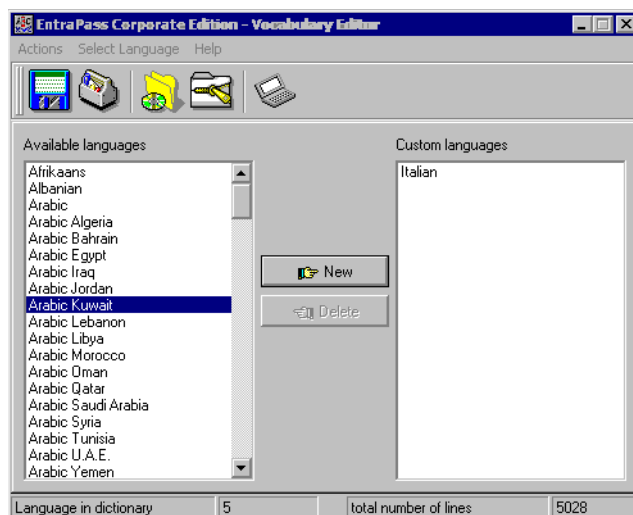 EntraPass Corporate Edition - Vocabulary Editor
Actions Select Language Help
Available languages
Custom languages
Afrikaans
Albanian
Arabic
Arabic Algeria
Arabic Bahrain
Arabic Egypt
Arabic Iraq
Arabic Jordan
Arabic Kuwait
Arabic Lebanon
Arabic Libya
Arabic Morocco
Arabic Oman
Arabic Qatar
Arabic Saudi Arabia
Arabic Syria
Arabic Tunisia
Arabic U.A.E.
Arabic Yemen
New
Delete
Italian
Language in dictionary 5 total number of lines 5028